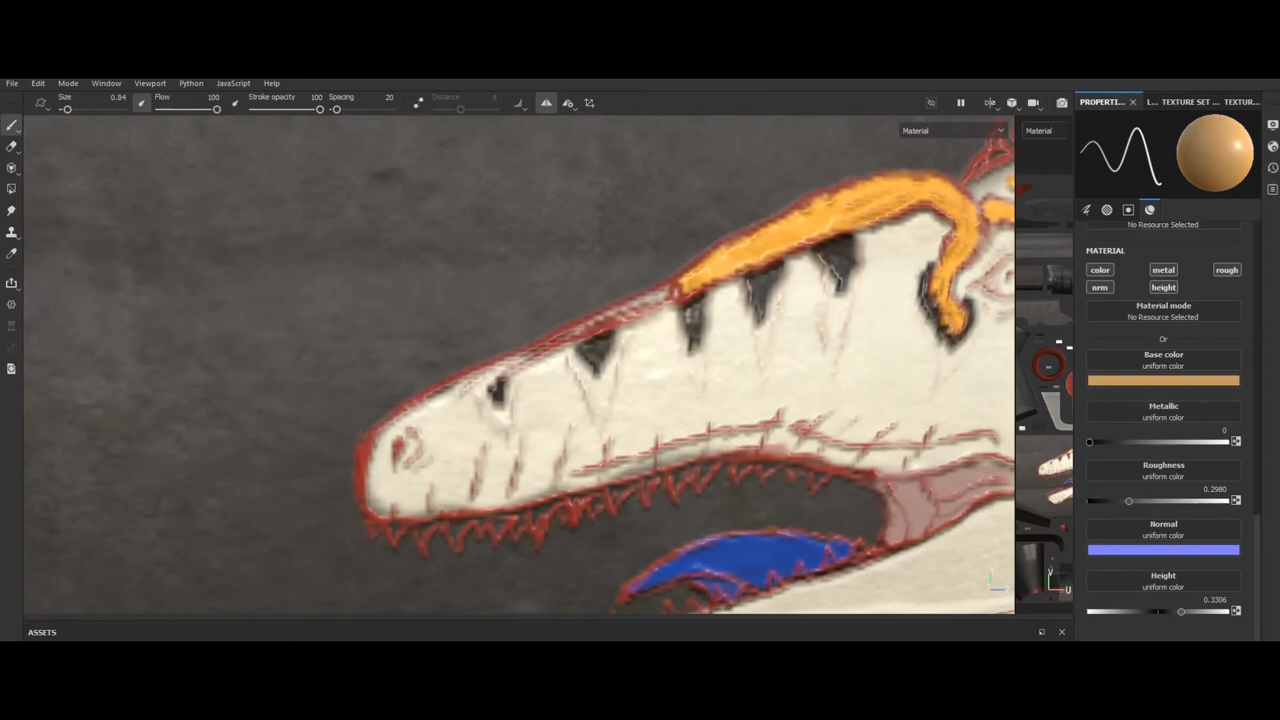 File Edit Mode Window Viewport Python JavaScript Help
Size 0.84 Flow 100 Stroke opacity 100 Spacing 20 Distance 8
PROPERTI... L... TEXTURE SET ... TEXTUR...
Material Material
No Resource Selected
MATERIAL
color metal rough
nrm height
Material mode
No Resource Selected
Or
Base color
uniform color
Metallic
uniform color
0
Roughness
uniform color
0.2980
Normal
uniform color
Height
uniform color
0.3306
Y
U
ASSETS